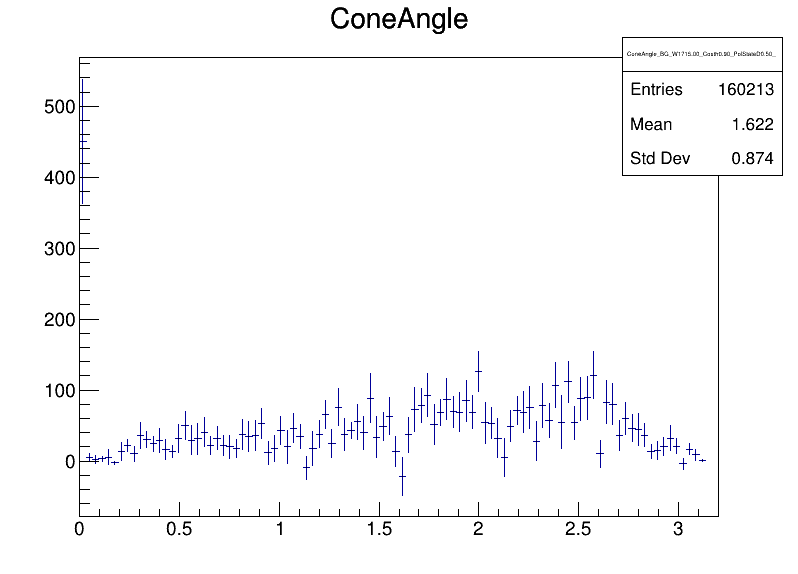 ConeAngle
ConeAngle_BG_W1715.00_Costh0.90_PolStateD0.50_
Entries 160213
Mean 1.622
Std Dev 0.874
500
400
300
200
100
0
0 0.5 1 1.5 2 2.5 3